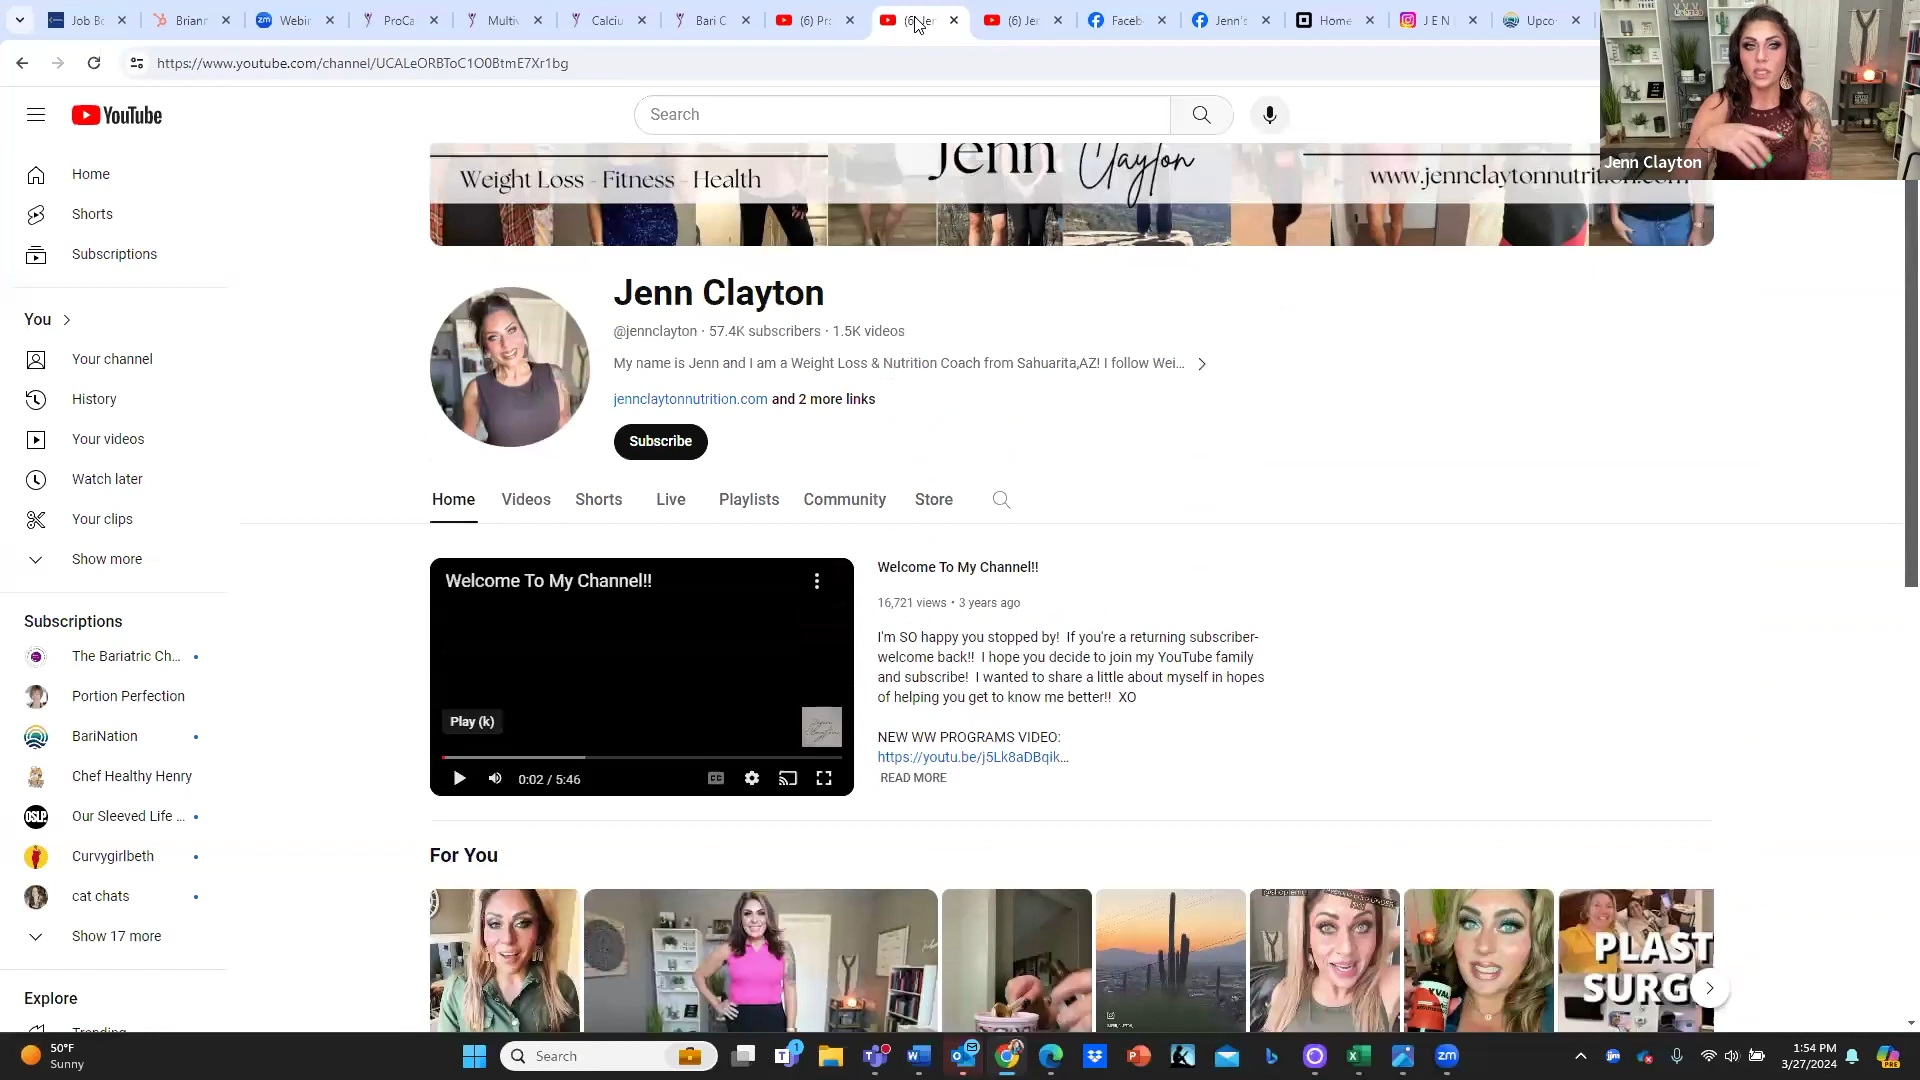 Job Bo
Briann
Webin
ProCa
Multiv
Calciu
Bari C
(6) Pro
(6) Jen
(6) Jen
Faceb
Jenn's
Home
J E N
Upco
https://www.youtube.com/channel/UCALeORBToC1O0BtmE7Xr1bg
YouTube
Search
Jenn Clayton
Home
Shorts
Subscriptions
You
Your channel
History
Your videos
Watch later
Your clips
Show more
Subscriptions
The Bariatric Ch...
Portion Perfection
BariNation
Chef Healthy Henry
Our Sleeved Life ...
Curvygirlbeth
cat chats
Show 17 more
Explore
Trending
Weight Loss - Fitness - Health
Jenn Clayton
www.jennclaytonnutrition.com
Jenn Clayton
@jennclayton · 57.4K subscribers · 1.5K videos
My name is Jenn and I am a Weight Loss & Nutrition Coach from Sahuarita,AZ! I follow Wei...
jennclaytonnutrition.com and 2 more links
Subscribe
Home Videos Shorts Live Playlists Community Store
Welcome To My Channel!!
Play (k)
0:02 / 5:46
Welcome To My Channel!!
16,721 views • 3 years ago
I'm SO happy you stopped by! If you're a returning subscriber-
welcome back!! I hope you decide to join my YouTube family
and subscribe! I wanted to share a little about myself in hopes
of helping you get to know me better!! XO
NEW WW PROGRAMS VIDEO:
https://youtu.be/j5Lk8aDBqik...
READ MORE
For You
PLAST
SURG
50°F
Sunny
Search
1:54 PM
3/27/2024